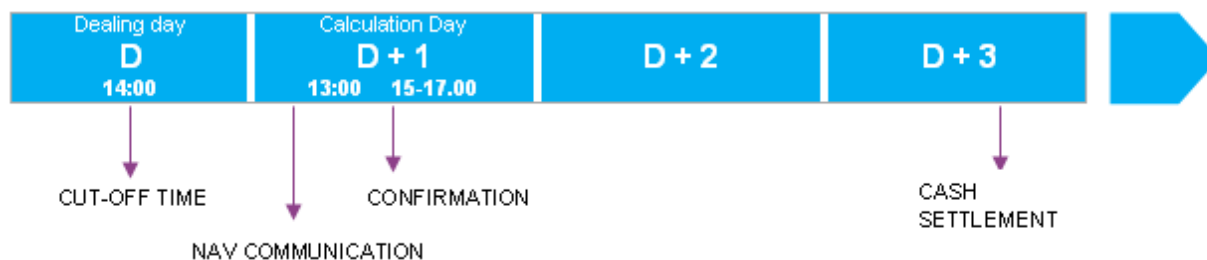 Dealing day
D
14:00
Calculation Day
D + 1
13:00 15-17.00
D + 2
D + 3
CUT-OFF TIME
CONFIRMATION
NAV COMMUNICATION
CASH
SETTLEMENT